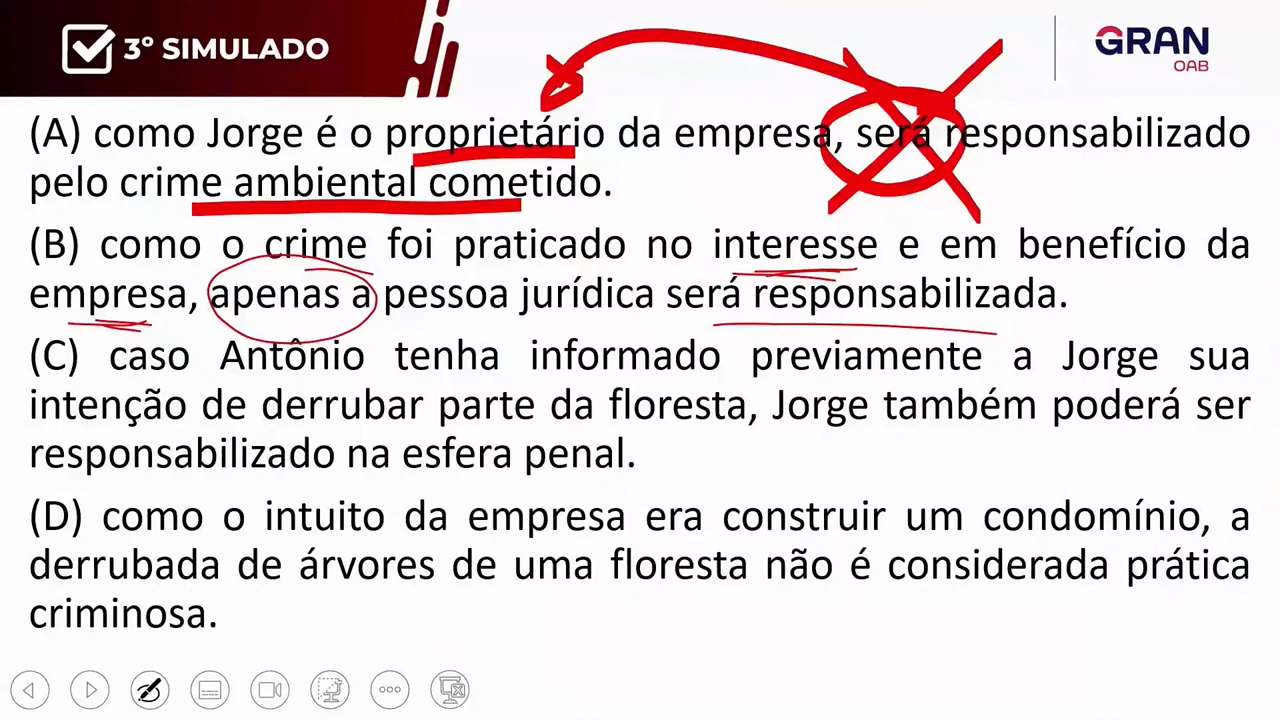 3º SIMULADO
GRAN
OAB
(A) como Jorge é o proprietário da empresa, será responsabilizado
pelo crime ambiental cometido.
(B) como o crime foi praticado no interesse e em benefício da
empresa, apenas a pessoa jurídica será responsabilizada.
(C) caso Antônio tenha informado previamente a Jorge sua
intenção de derrubar parte da floresta, Jorge também poderá ser
responsabilizado na esfera penal.
(D) como o intuito da empresa era construir um condomínio, a
derrubada de árvores de uma floresta não é considerada prática
criminosa.